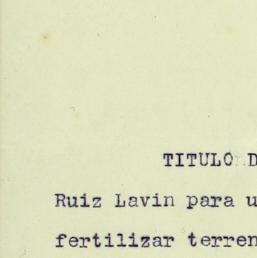 TITULO D
Ruiz Lavin para u
fertilizar terren